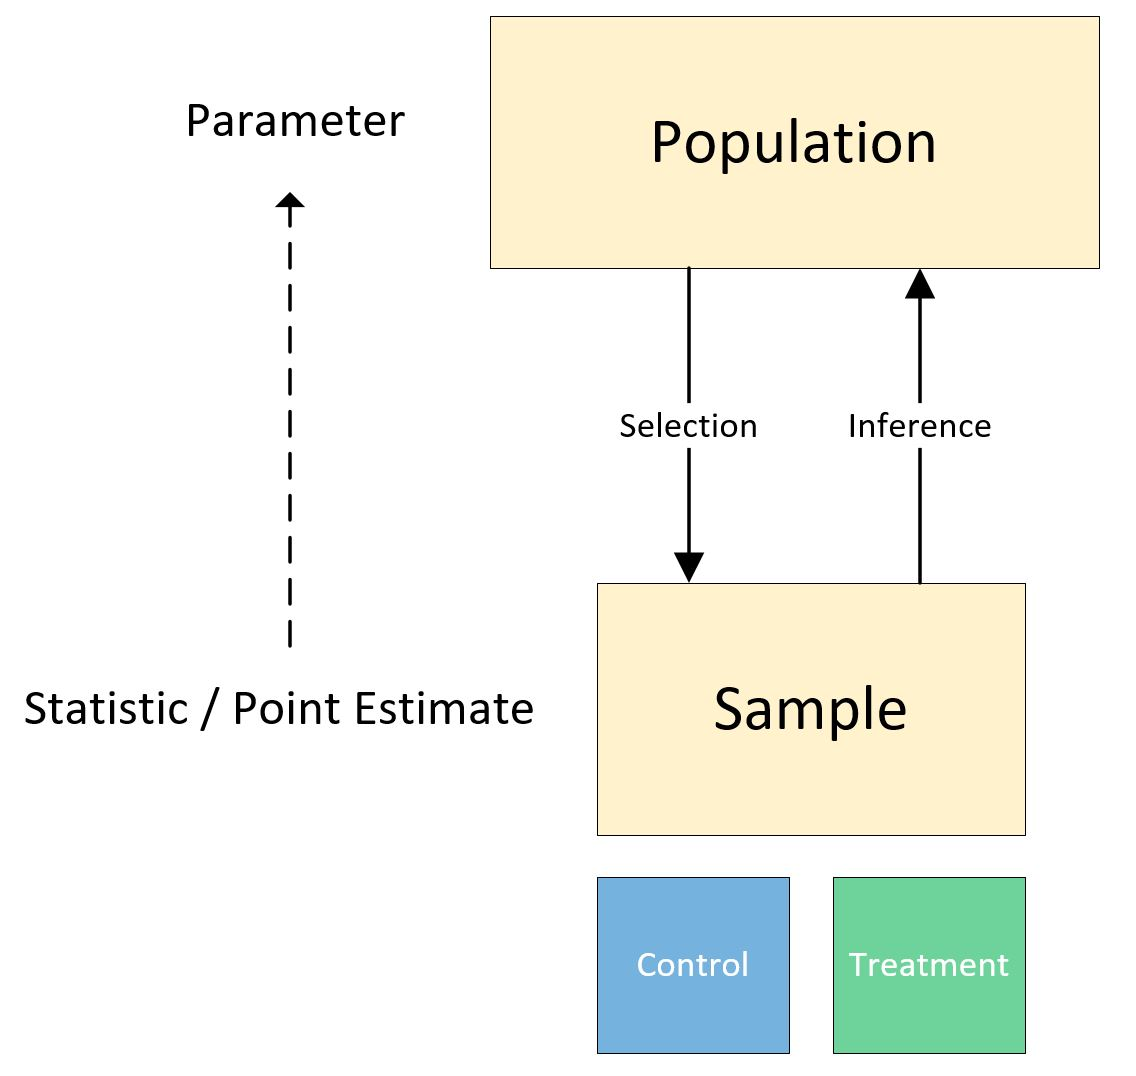 Parameter
Population
Selection
Inference
Statistic / Point Estimate
Sample
Control
Treatment